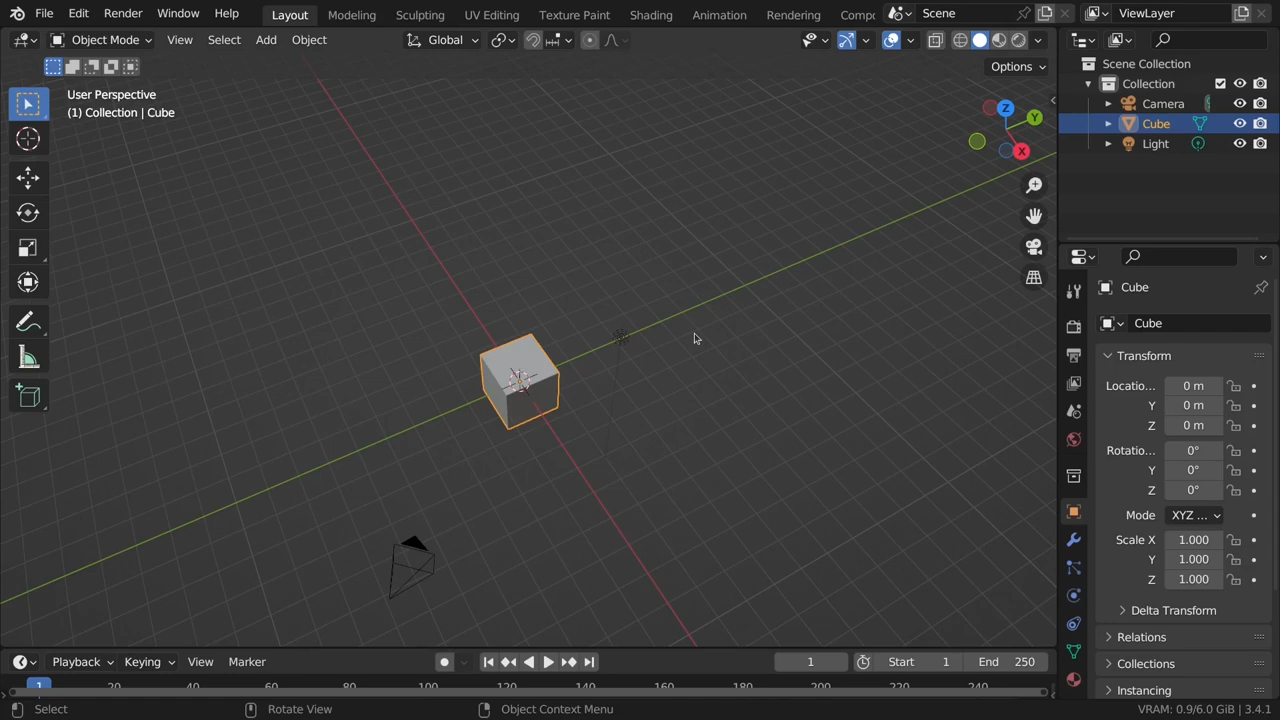 File Edit Render Window Help Layout Modeling Sculpting UV Editing Texture Paint Shading Animation Rendering Compo Scene ViewLayer
Object Mode View Select Add Object Global
Options
User Perspective
(1) Collection | Cube
Z
Y
X
Scene Collection
Collection
Camera
Cube
Light
Cube
Cube
Transform
Locatio... 0 m
Y 0 m
Z 0 m
Rotatio... 0°
Y 0°
Z 0°
Mode XYZ ...
Scale X 1.000
Y 1.000
Z 1.000
Delta Transform
Relations
Collections
Instancing
Playback Keying View Marker 1 Start 1 End 250
1 20 40 60 80 100 120 140 160 180 200 220 240
Select Rotate View Object Context Menu VRAM: 0.9/6.0 GiB | 3.4.1